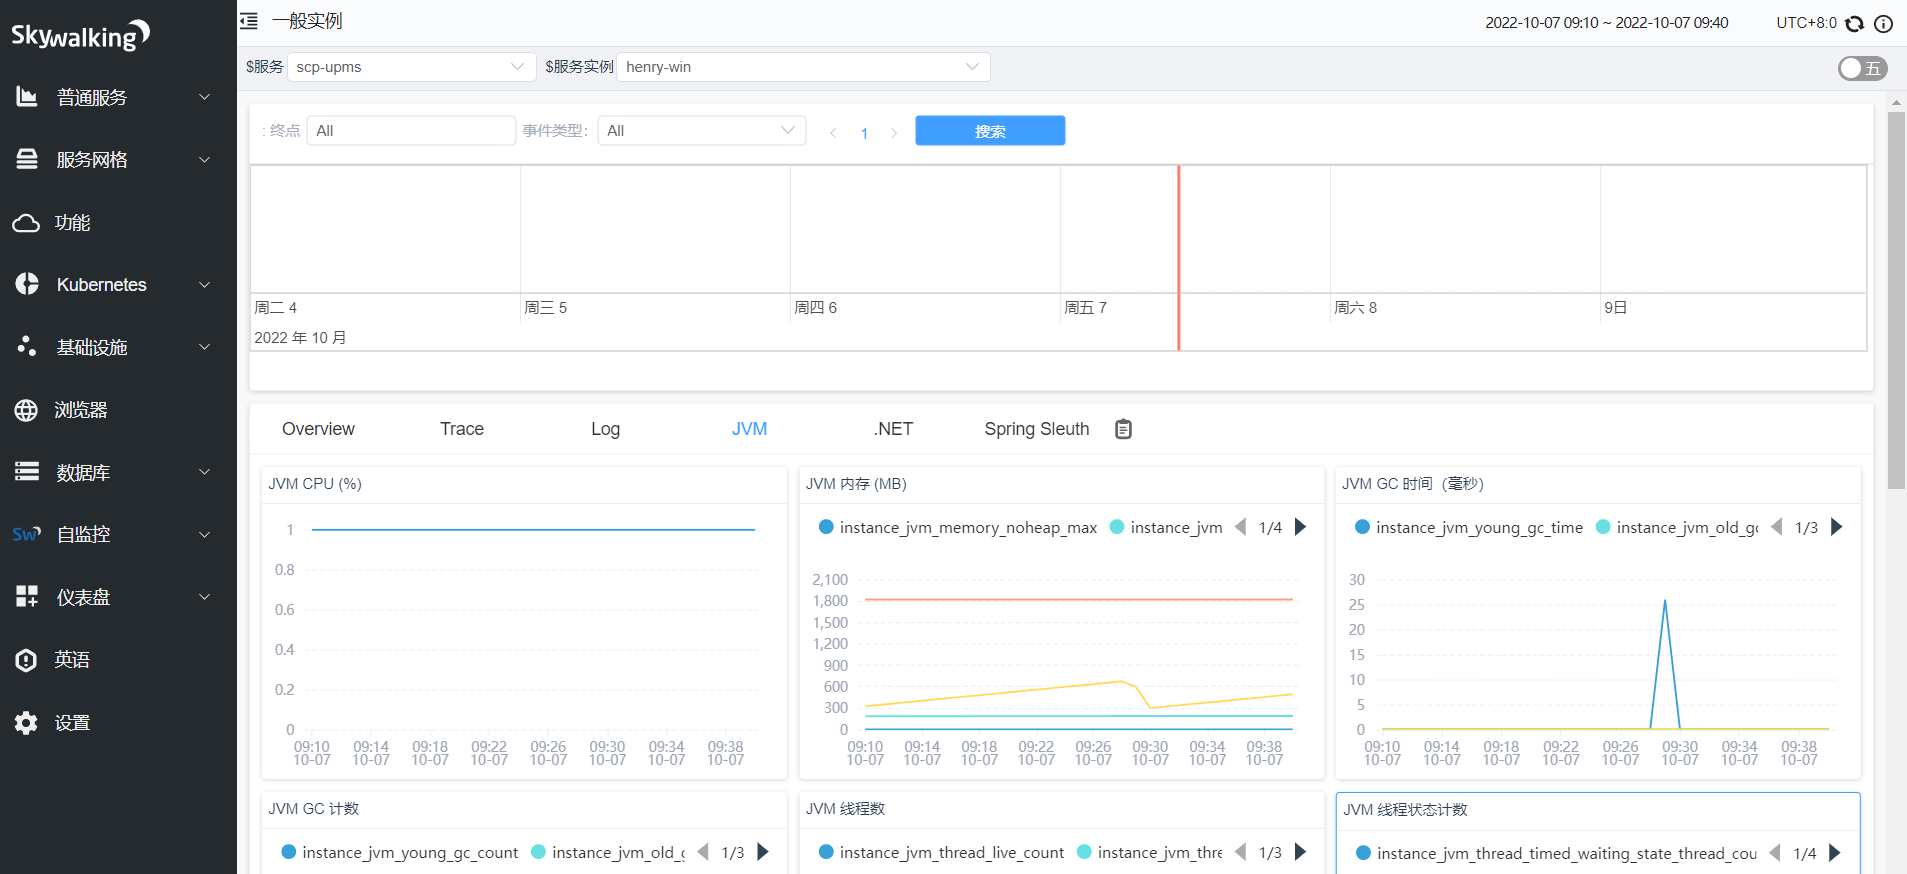 Skywalking
普通服务
服务网格
功能
Kubernetes
基础设施
浏览器
数据库
Sw 自监控
仪表盘
英语
设置
一般实例
2022-10-07 09:10 ~ 2022-10-07 09:40 UTC+8:0
$服务 scp-upms $服务实例 henry-win 五
: 终点 All 事件类型: All 1 搜索
周二 4 周三 5 周四 6 周五 7 周六 8 9日
2022 年 10 月
Overview Trace Log JVM .NET Spring Sleuth
JVM CPU (%)
1
0.8
0.6
0.4
0.2
0
09:10 09:14 09:18 09:22 09:26 09:30 09:34 09:38
10-07 10-07 10-07 10-07 10-07 10-07 10-07 10-07
JVM 内存 (MB)
instance_jvm_memory_noheap_max instance_jvm 1/4
2,100
1,800
1,500
1,200
900
600
300
0
09:10 09:14 09:18 09:22 09:26 09:30 09:34 09:38
10-07 10-07 10-07 10-07 10-07 10-07 10-07 10-07
JVM GC 时间（毫秒）
instance_jvm_young_gc_time instance_jvm_old_gc 1/3
30
25
20
15
10
5
0
09:10 09:14 09:18 09:22 09:26 09:30 09:34 09:38
10-07 10-07 10-07 10-07 10-07 10-07 10-07 10-07
JVM GC 计数
instance_jvm_young_gc_count instance_jvm_old_g 1/3
JVM 线程数
instance_jvm_thread_live_count instance_jvm_thre 1/3
JVM 线程状态计数
instance_jvm_thread_timed_waiting_state_thread_cou 1/4